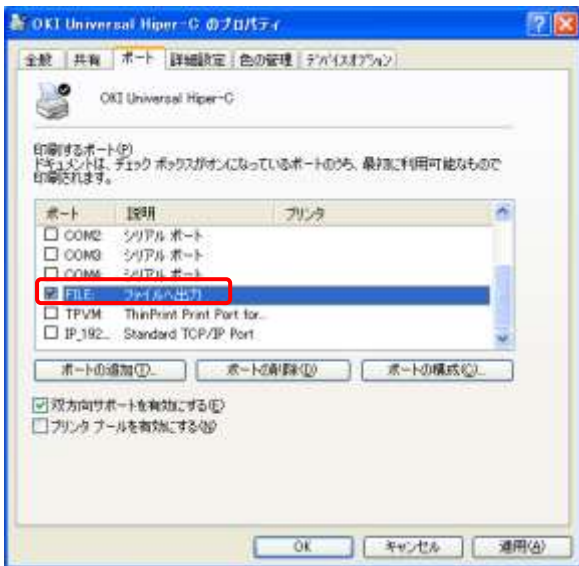 OKI Universal Hiper-C のプロパティ
全般 共有 ポート 詳細設定 色の管理 デバイスオプション
OKI Universal Hiper-C
印刷するポート(P)
ドキュメントは、チェック ボックスがオンになっているポートのうち、最初に利用可能なもので
印刷されます。
ポート 説明 プリンタ
COM2 シリアル ポート
COM3 シリアル ポート
COM4 シリアル ポート
FILE: ファイルへ出力
TPVM ThinPrint Print Port for...
IP_192... Standard TCP/IP Port
ポートの追加(T)... ポートの削除(D) ポートの構成(C)...
双方向サポートを有効にする(E)
プリンタ プールを有効にする(N)
OK キャンセル 適用(A)